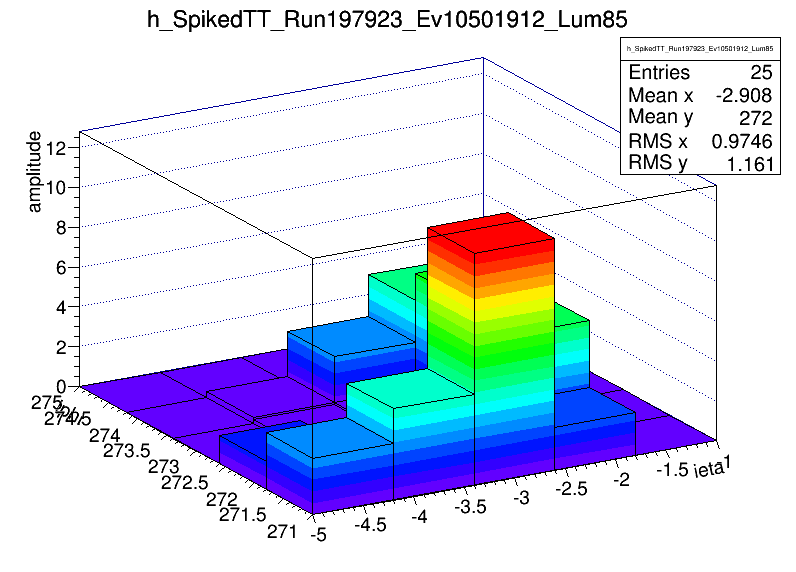 h_SpikedTT_Run197923_Ev10501912_Lum85
h_SpikedTT_Run197923_Ev10501912_Lum85
Entries 25
Mean x -2.908
Mean y 272
RMS x 0.9746
RMS y 1.161
amplitude
12
10
8
6
4
2
0
275
274.5
274
273.5
273
272.5
272
271.5
271
-5
-4.5
-4
-3.5
-3
-2.5
-2
-1.5
-1
ieta